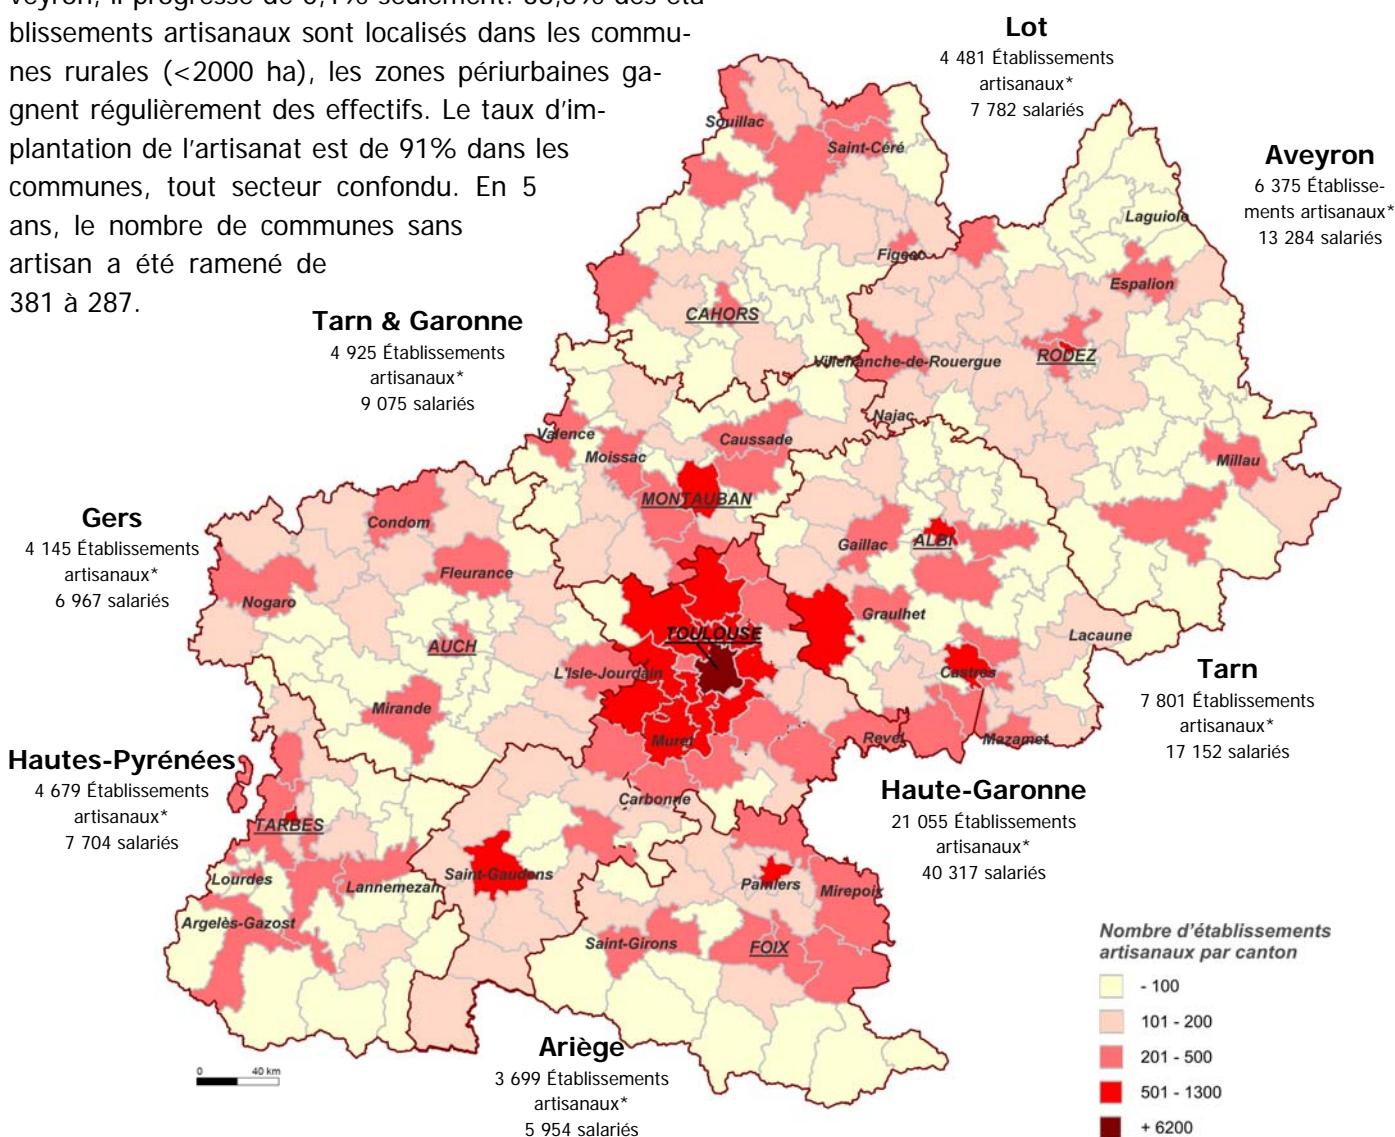 blissements artisanaux sont localisés dans les commu-
nes rurales (<2000 ha), les zones périurbaines ga-
gnent régulièrement des effectifs. Le taux d'im-
plantation de l'artisanat est de 91% dans les
communes, tout secteur confondu. En 5
ans, le nombre de communes sans
artisan a été ramené de
381 à 287.
Lot
4 481 Établissements
artisanaux*
7 782 salariés
Aveyron
6 375 Établisse-
ments artisanaux*
13 284 salariés
Tarn & Garonne
4 925 Établissements
artisanaux*
9 075 salariés
Gers
4 145 Établissements
artisanaux*
6 967 salariés
Hautes-Pyrénées
4 679 Établissements
artisanaux*
7 704 salariés
Tarn
7 801 Établissements
artisanaux*
17 152 salariés
Haute-Garonne
21 055 Établissements
artisanaux*
40 317 salariés
Ariège
3 699 Établissements
artisanaux*
5 954 salariés
Souillac
Saint-Céré
Figeac
CAHORS
Laguiole
Espalion
RODEZ
Villefranche-de-Rouergue
Najac
Millau
Valence
Moissac
Caussade
MONTAUBAN
Condom
Fleurance
Nogaro
AUCH
Mirande
L'Isle-Jourdain
Gaillac
ALBI
Graulhet
Lacaune
Castres
Mazamet
TOULOUSE
Muret
Revel
Carbonne
Saint-Gaudens
TARBES
Lourdes
Lannemezan
Argelès-Gazost
Pamiers
Mirepoix
Saint-Girons
FOIX
0 40 km
Nombre d'établissements
artisanaux par canton
- 100
101 - 200
201 - 500
501 - 1300
+ 6200